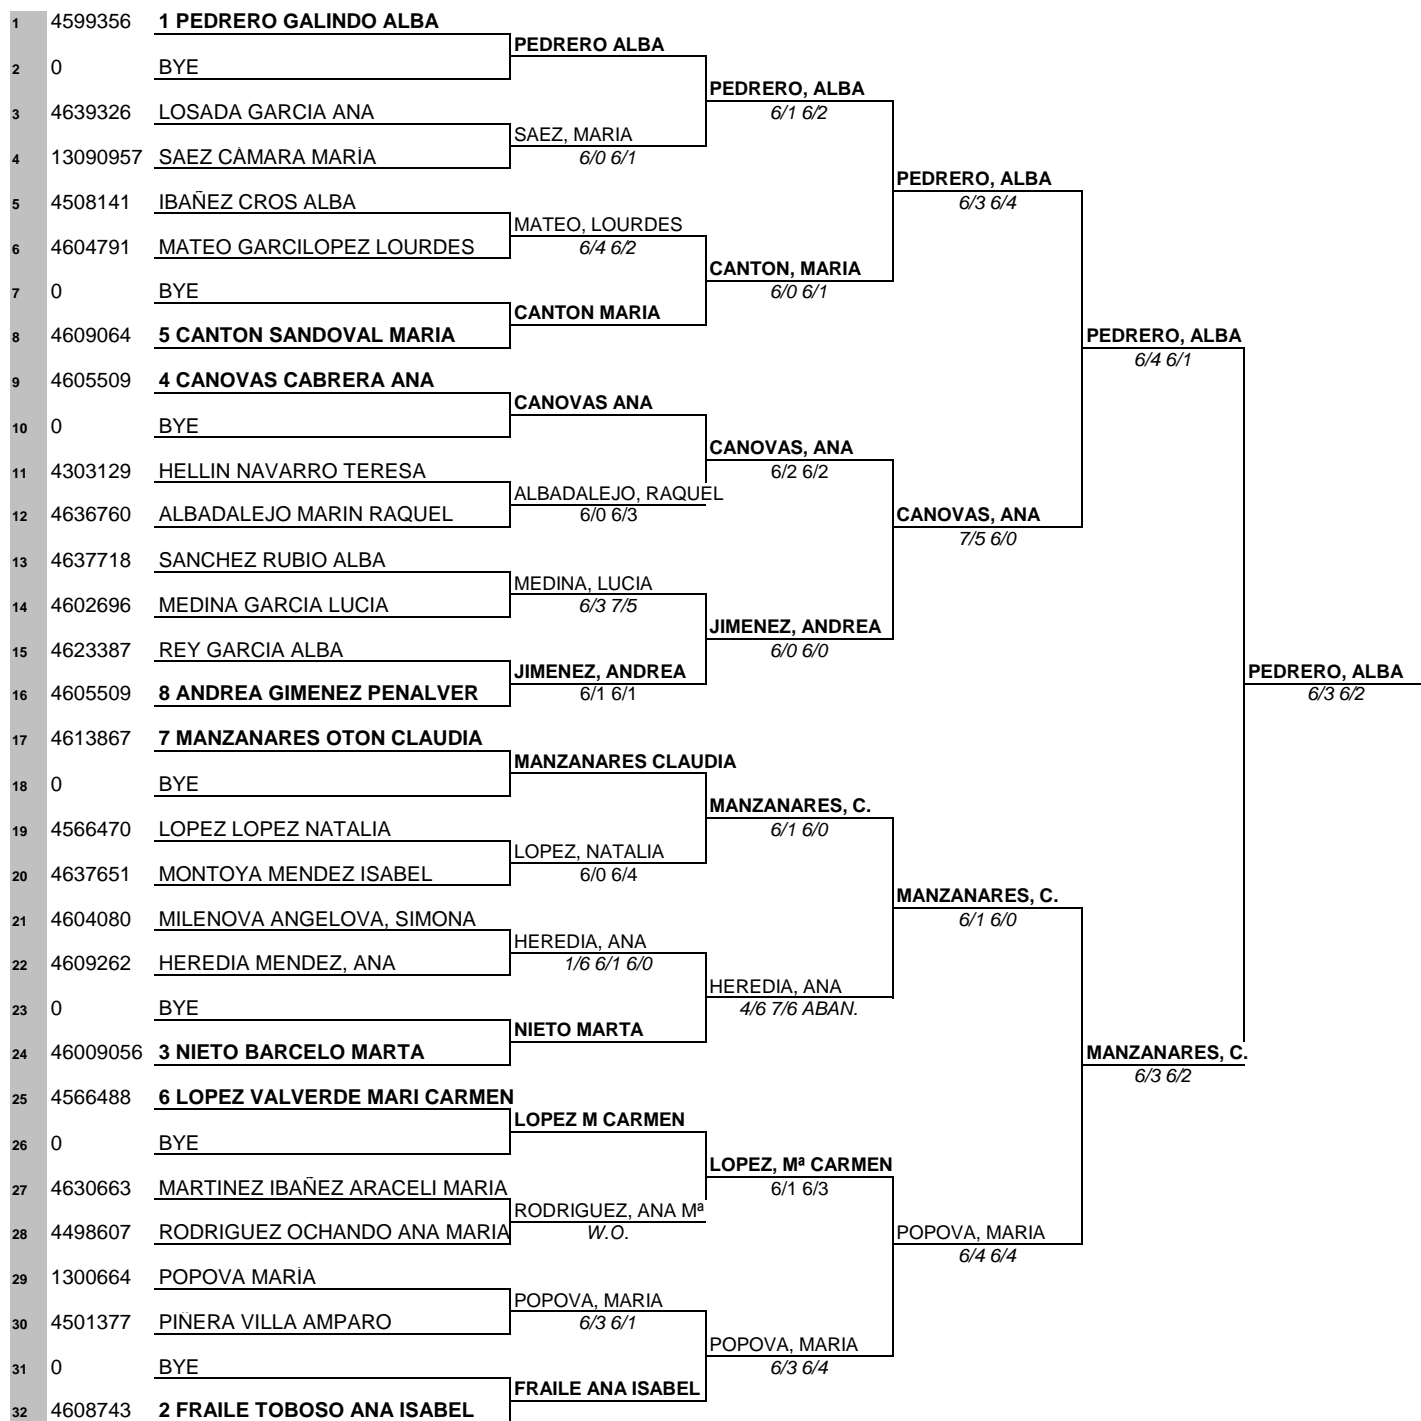 1 4599356 1 PEDRERO GALINDO ALBA
PEDRERO ALBA
2 0 BYE
PEDRERO, ALBA
6/1 6/2
3 4639326 LOSADA GARCIA ANA
SAEZ, MARIA
6/0 6/1
4 13090957 SAEZ CÁMARA MARÍA
PEDRERO, ALBA
6/3 6/4
5 4508141 IBAÑEZ CROS ALBA
MATEO, LOURDES
6/4 6/2
6 4604791 MATEO GARCILOPEZ LOURDES
CANTON, MARIA
6/0 6/1
7 0 BYE
CANTON MARIA
8 4609064 5 CANTON SANDOVAL MARIA
PEDRERO, ALBA
6/4 6/1
9 4605509 4 CANOVAS CABRERA ANA
CANOVAS ANA
10 0 BYE
CANOVAS, ANA
6/2 6/2
11 4303129 HELLIN NAVARRO TERESA
ALBADALEJO, RAQUEL
6/0 6/3
12 4636760 ALBADALEJO MARIN RAQUEL
CANOVAS, ANA
7/5 6/0
13 4637718 SANCHEZ RUBIO ALBA
MEDINA, LUCIA
6/3 7/5
14 4602696 MEDINA GARCIA LUCIA
JIMENEZ, ANDREA
6/0 6/0
15 4623387 REY GARCIA ALBA
JIMENEZ, ANDREA
6/1 6/1
16 4605509 8 ANDREA GIMENEZ PENALVER
PEDRERO, ALBA
6/3 6/2
17 4613867 7 MANZANARES OTON CLAUDIA
MANZANARES CLAUDIA
18 0 BYE
MANZANARES, C.
6/1 6/0
19 4566470 LOPEZ LOPEZ NATALIA
LOPEZ, NATALIA
6/0 6/4
20 4637651 MONTOYA MENDEZ ISABEL
MANZANARES, C.
6/1 6/0
21 4604080 MILENOVA ANGELOVA, SIMONA
HEREDIA, ANA
1/6 6/1 6/0
22 4609262 HEREDIA MENDEZ, ANA
HEREDIA, ANA
4/6 7/6 ABAN.
23 0 BYE
NIETO MARTA
24 46009056 3 NIETO BARCELO MARTA
MANZANARES, C.
6/3 6/2
25 4566488 6 LOPEZ VALVERDE MARI CARMEN
LOPEZ M CARMEN
26 0 BYE
LOPEZ, Mª CARMEN
6/1 6/3
27 4630663 MARTINEZ IBAÑEZ ARACELI MARIA
RODRIGUEZ, ANA Mª
W.O.
28 4498607 RODRIGUEZ OCHANDO ANA MARIA
POPOVA, MARIA
6/4 6/4
29 1300664 POPOVA MARÍA
POPOVA, MARIA
6/3 6/1
30 4501377 PIÑERA VILLA AMPARO
POPOVA, MARIA
6/3 6/4
31 0 BYE
FRAILE ANA ISABEL
32 4608743 2 FRAILE TOBOSO ANA ISABEL